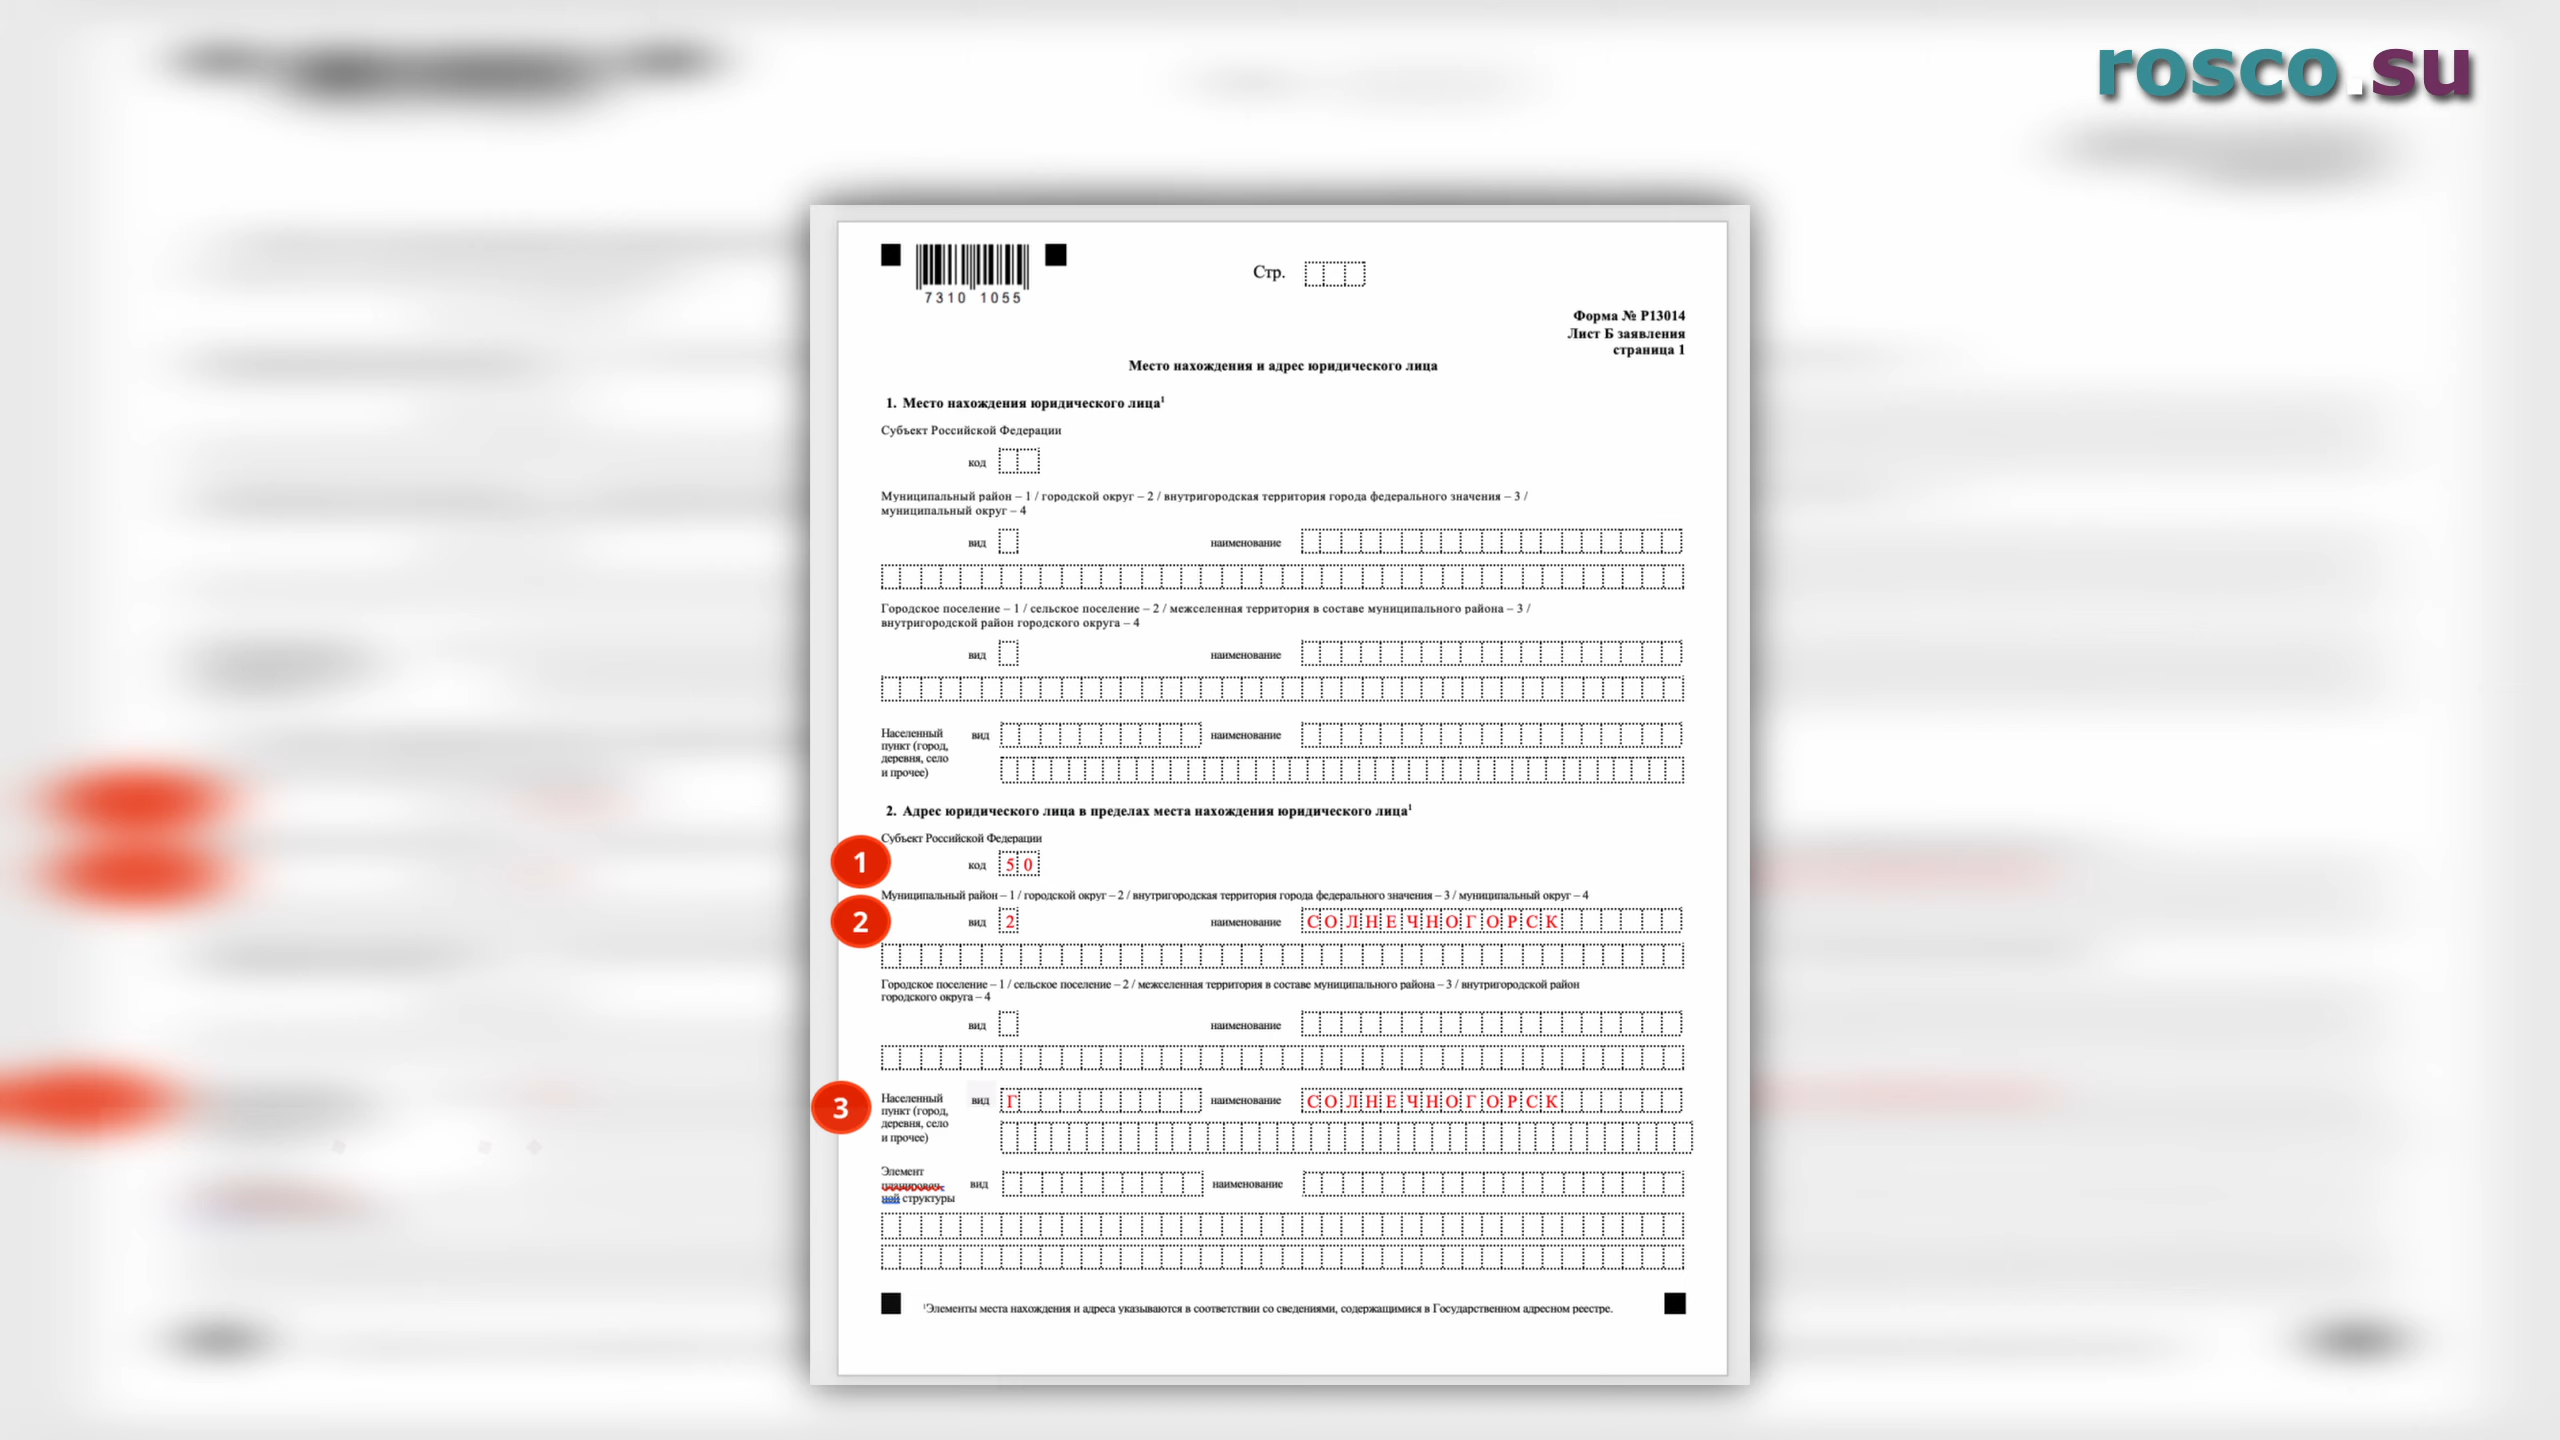 rosco.su
7310 1055
Стр.
Форма № Р13014
Лист Б заявления
страница 1
Место нахождения и адрес юридического лица
1. Место нахождения юридического лица¹
Субъект Российской Федерации
код
Муниципальный район – 1 / городской округ – 2 / внутригородская территория города федерального значения – 3 /
муниципальный округ – 4
вид наименование
Городское поселение – 1 / сельское поселение – 2 / межселенная территория в составе муниципального района – 3 /
внутригородской район городского округа – 4
вид наименование
Населенный
пункт (город,
деревня, село
и прочее)
вид наименование
2. Адрес юридического лица в пределах места нахождения юридического лица¹
Субъект Российской Федерации
1 код 50
Муниципальный район – 1 / городской округ – 2 / внутригородская территория города федерального значения – 3 / муниципальный округ – 4
2 вид 2 наименование СОЛНЕЧНОГОРСК
Городское поселение – 1 / сельское поселение – 2 / межселенная территория в составе муниципального района – 3 / внутригородской район
городского округа – 4
вид наименование
3
Населенный
пункт (город,
деревня, село
и прочее)
вид Г наименование СОЛНЕЧНОГОРСК
Элемент
планировоч-
ной структуры
вид наименование
¹Элементы места нахождения и адреса указываются в соответствии со сведениями, содержащимися в Государственном адресном реестре.